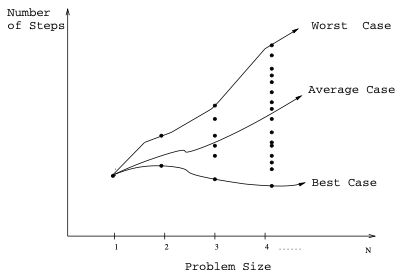 Number
of Steps
Worst Case
Average Case
Best Case
1 2 3 4 ...... N
Problem Size